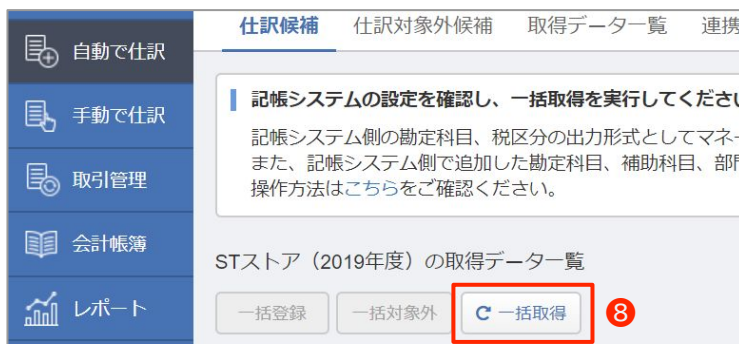 仕訳候補 仕訳対象外候補 取得データ一覧 連携
自動で仕訳
手動で仕訳
取引管理
会計帳簿
レポート
記帳システムの設定を確認し、一括取得を実行してくださ
記帳システム側の勘定科目、税区分の出力形式としてマネー
また、記帳システム側で追加した勘定科目、補助科目、部
操作方法はこちらをご確認ください。
STストア（2019年度）の取得データ一覧
一括登録 一括対象外 一括取得 8